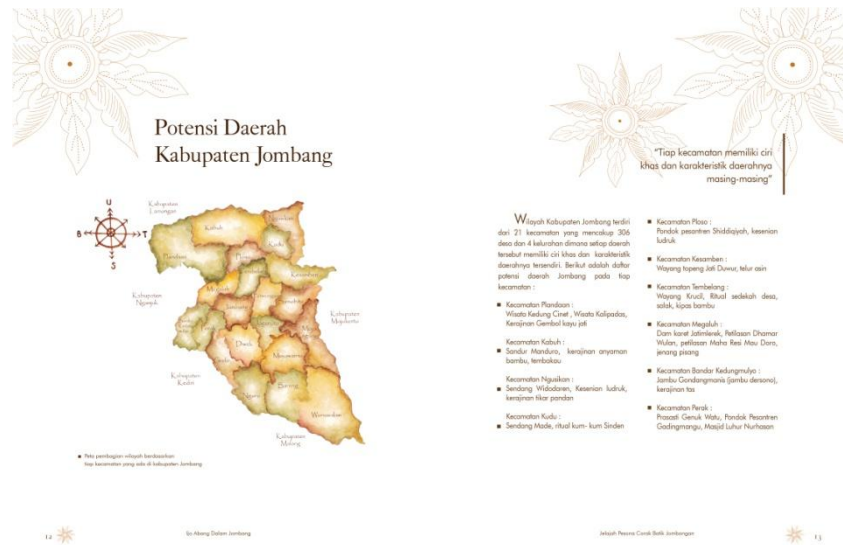 Potensi Daerah
Kabupaten Jombang
U
B
T
S
Kabupaten
Lamongan
Kabupaten
Nganjuk
Kabupaten
Mojokerto
Kabupaten
Kediri
Kabupaten
Malang
Kabuh
Kudu
Plandaan
Ploso
Kesamben
Megaluh
Diwek
Ngoro
Bareng
Wonosalam
■ Peta pembagian wilayah berdasarkan
tiap kecamatan yang ada di kabupaten Jombang
12
Ijo Abang Dalam Jombang
"Tiap kecamatan memiliki ciri
khas dan karakteristik daerahnya
masing-masing"
Wilayah Kabupaten Jombang terdiri
dari 21 kecamatan yang mencakup 306
desa dan 4 kelurahan dimana setiap daerah
tersebut memiliki ciri khas dan karakteristik
daerahnya tersendiri. Berikut adalah daftar
potensi daerah Jombang pada tiap
kecamatan :
■ Kecamatan Plandaan :
Wisata Kedung Cinet , Wisata Kalipadas,
Kerajinan Gembol kayu jati
Kecamatan Kabuh :
■ Sandur Manduro, kerajinan anyaman
bambu, tembakau
Kecamatan Ngusikan :
■ Sendang Widodaren, Kesenian ludruk,
kerajinan tikar pandan
Kecamatan Kudu :
■ Sendang Made, ritual kum- kum Sinden
■ Kecamatan Ploso :
Pondok pesantren Shiddiqiyah, kesenian
ludruk
■ Kecamatan Kesamben :
Wayang topeng Jati Duwur, telur asin
■ Kecamatan Tembelang :
Wayang Krucil, Ritual sedekah desa,
salak, kipas bambu
■ Kecamatan Megaluh :
Dam karet Jatimlerek, Petilasan Dhamar
Wulan, petilasan Maha Resi Mau Doro,
jenang pisang
■ Kecamatan Bandar Kedungmulyo :
Jambu Gondangmanis (jambu dersono),
kerajinan tas
■ Kecamatan Perak :
Prasasti Geruk Watu, Pondok Pesantren
Gadingmangu, Masjid Luhur Nurhasan
Jelajah Pesona Corak Batik Jombangan
13